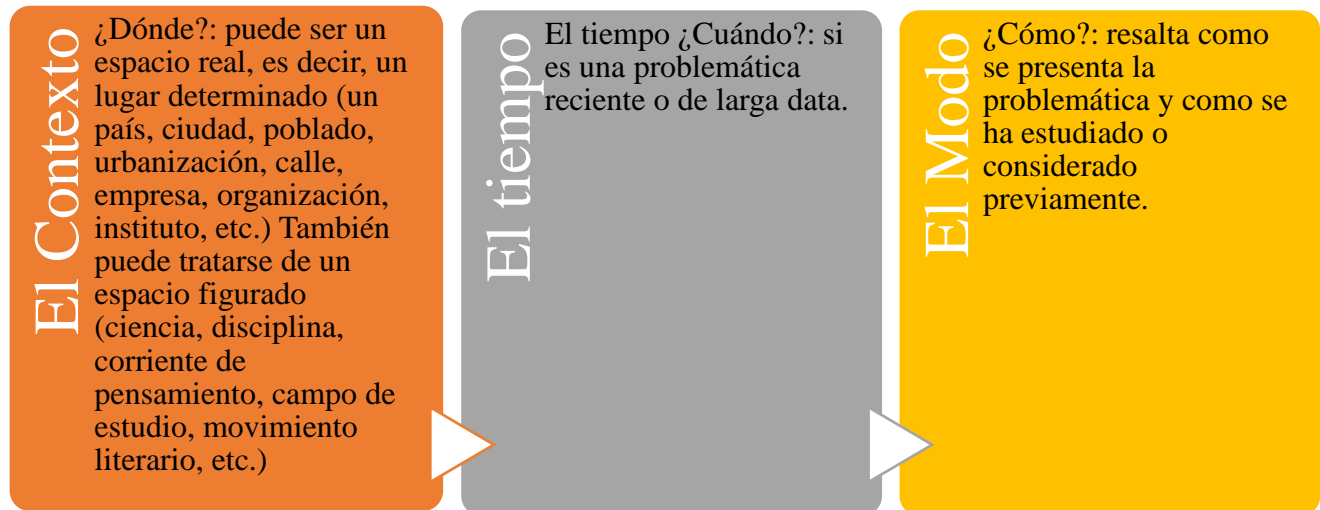 El Contexto
¿Dónde?: puede ser un
espacio real, es decir, un
lugar determinado (un
país, ciudad, poblado,
urbanización, calle,
empresa, organización,
instituto, etc.) También
puede tratarse de un
espacio figurado
(ciencia, disciplina,
corriente de
pensamiento, campo de
estudio, movimiento
literario, etc.)
El tiempo
El tiempo ¿Cuándo?: si
es una problemática
reciente o de larga data.
El Modo
¿Cómo?: resalta como
se presenta la
problemática y como se
ha estudiado o
considerado
previamente.